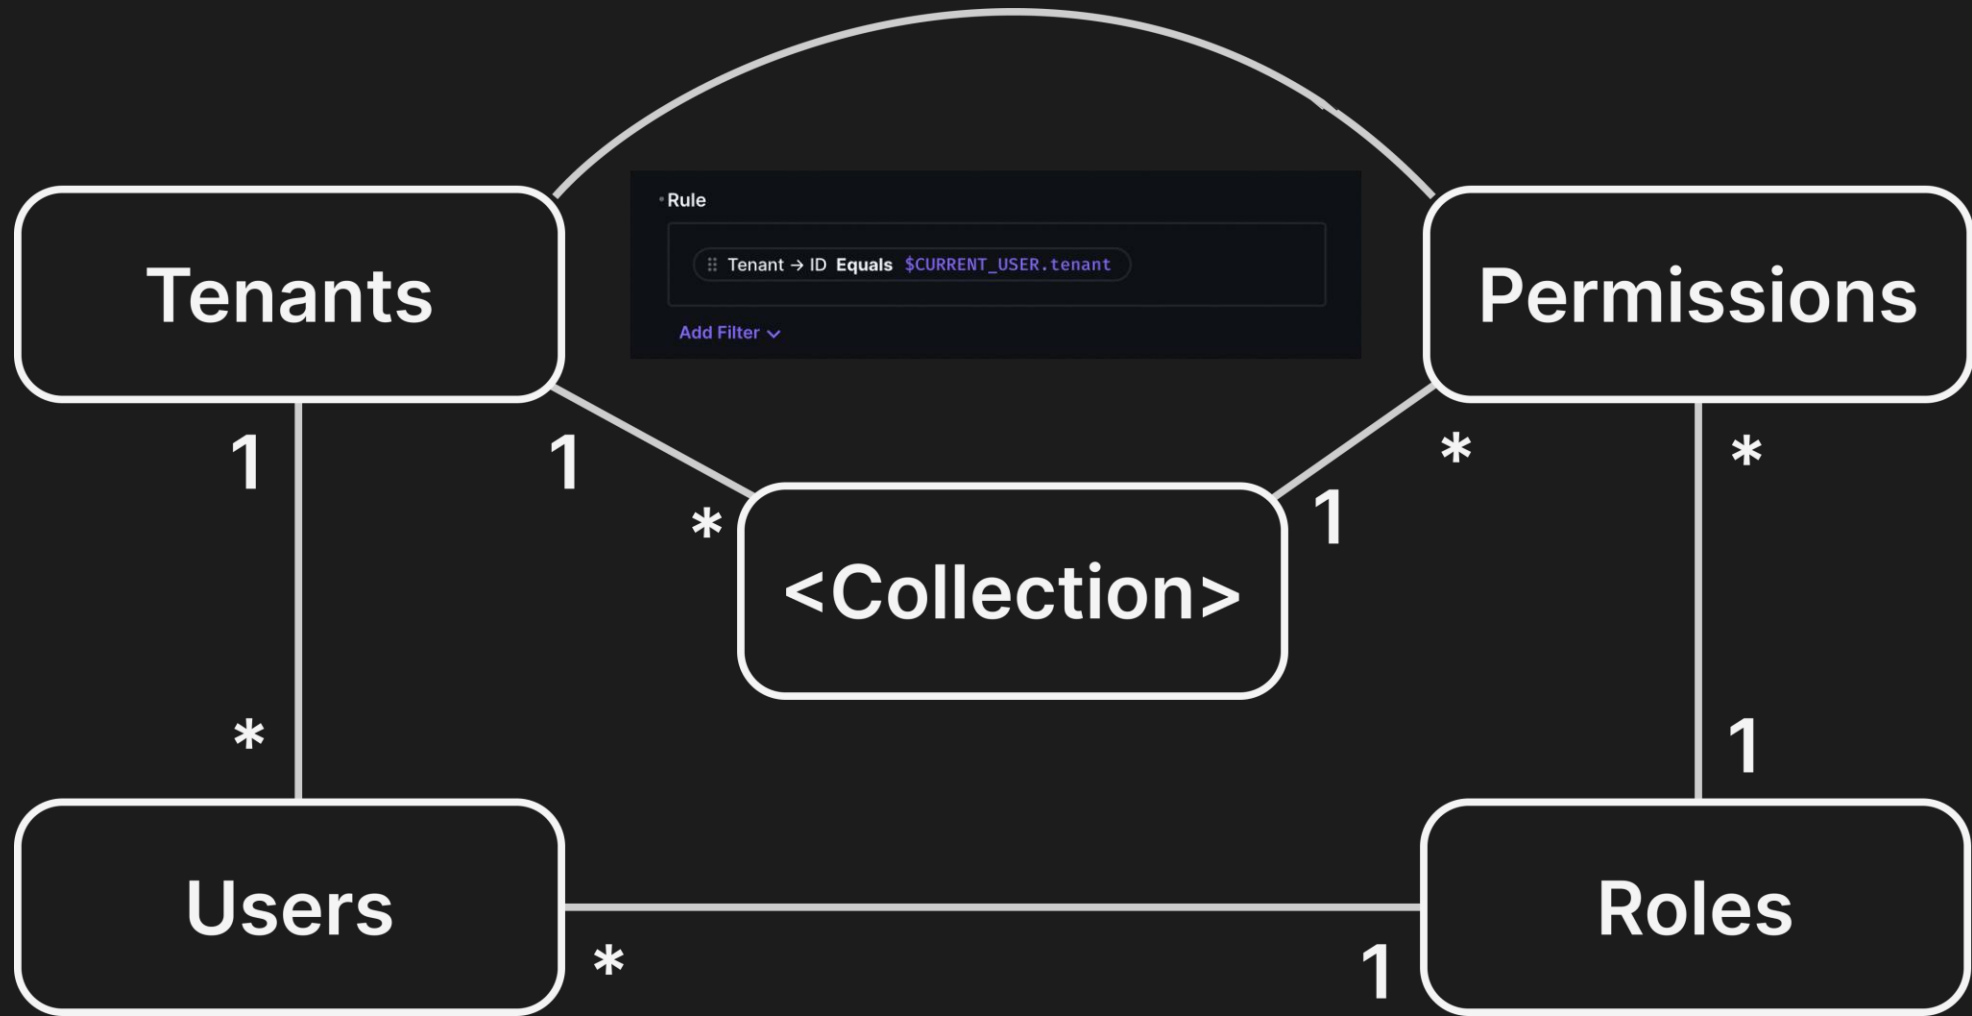 Rule
Tenant → ID Equals $CURRENT_USER.tenant
Add Filter
Tenants
Permissions
1
1
*
*
1
*
<Collection>
*
1
Users
Roles
*
1